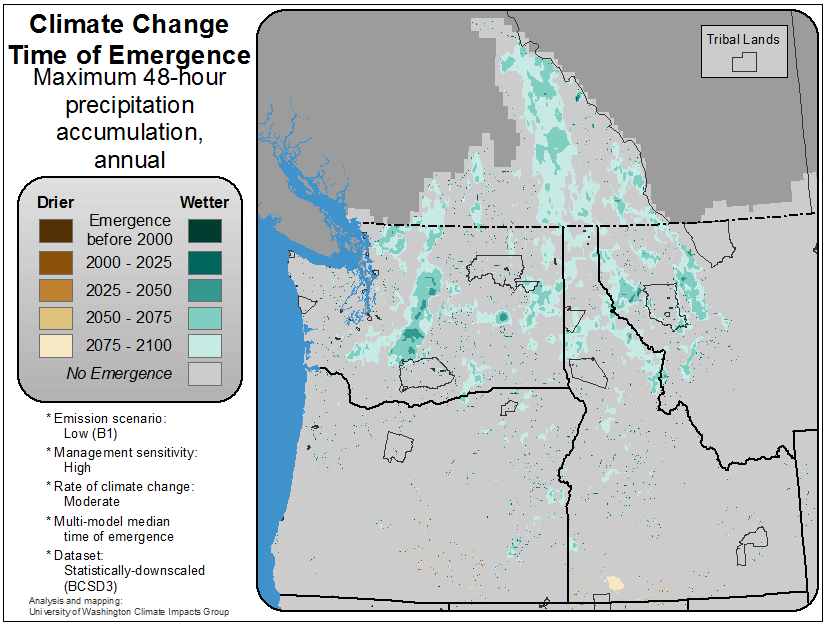 Climate Change
Time of Emergence
Maximum 48-hour
precipitation
accumulation,
annual
Drier
Wetter
Emergence
before 2000
2000 - 2025
2025 - 2050
2050 - 2075
2075 - 2100
No Emergence
* Emission scenario:
Low (B1)
* Management sensitivity:
High
* Rate of climate change:
Moderate
* Multi-model median
time of emergence
* Dataset:
Statistically-downscaled
(BCSD3)
Analysis and mapping:
University of Washington Climate Impacts Group
Tribal Lands